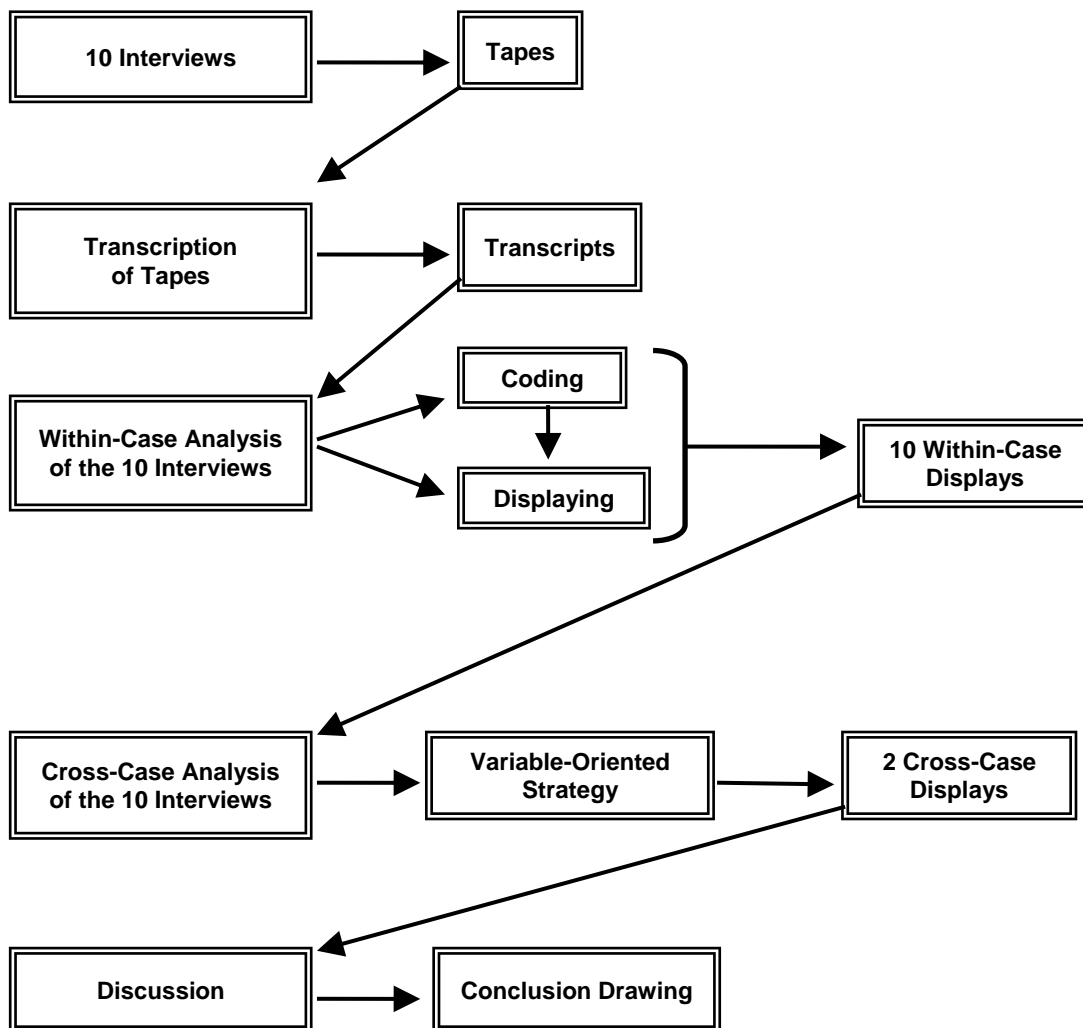 10 Interviews
Tapes
Transcription
of Tapes
Transcripts
Within-Case Analysis
of the 10 Interviews
Coding
Displaying
10 Within-Case
Displays
Cross-Case Analysis
of the 10 Interviews
Variable-Oriented
Strategy
2 Cross-Case
Displays
Discussion
Conclusion Drawing